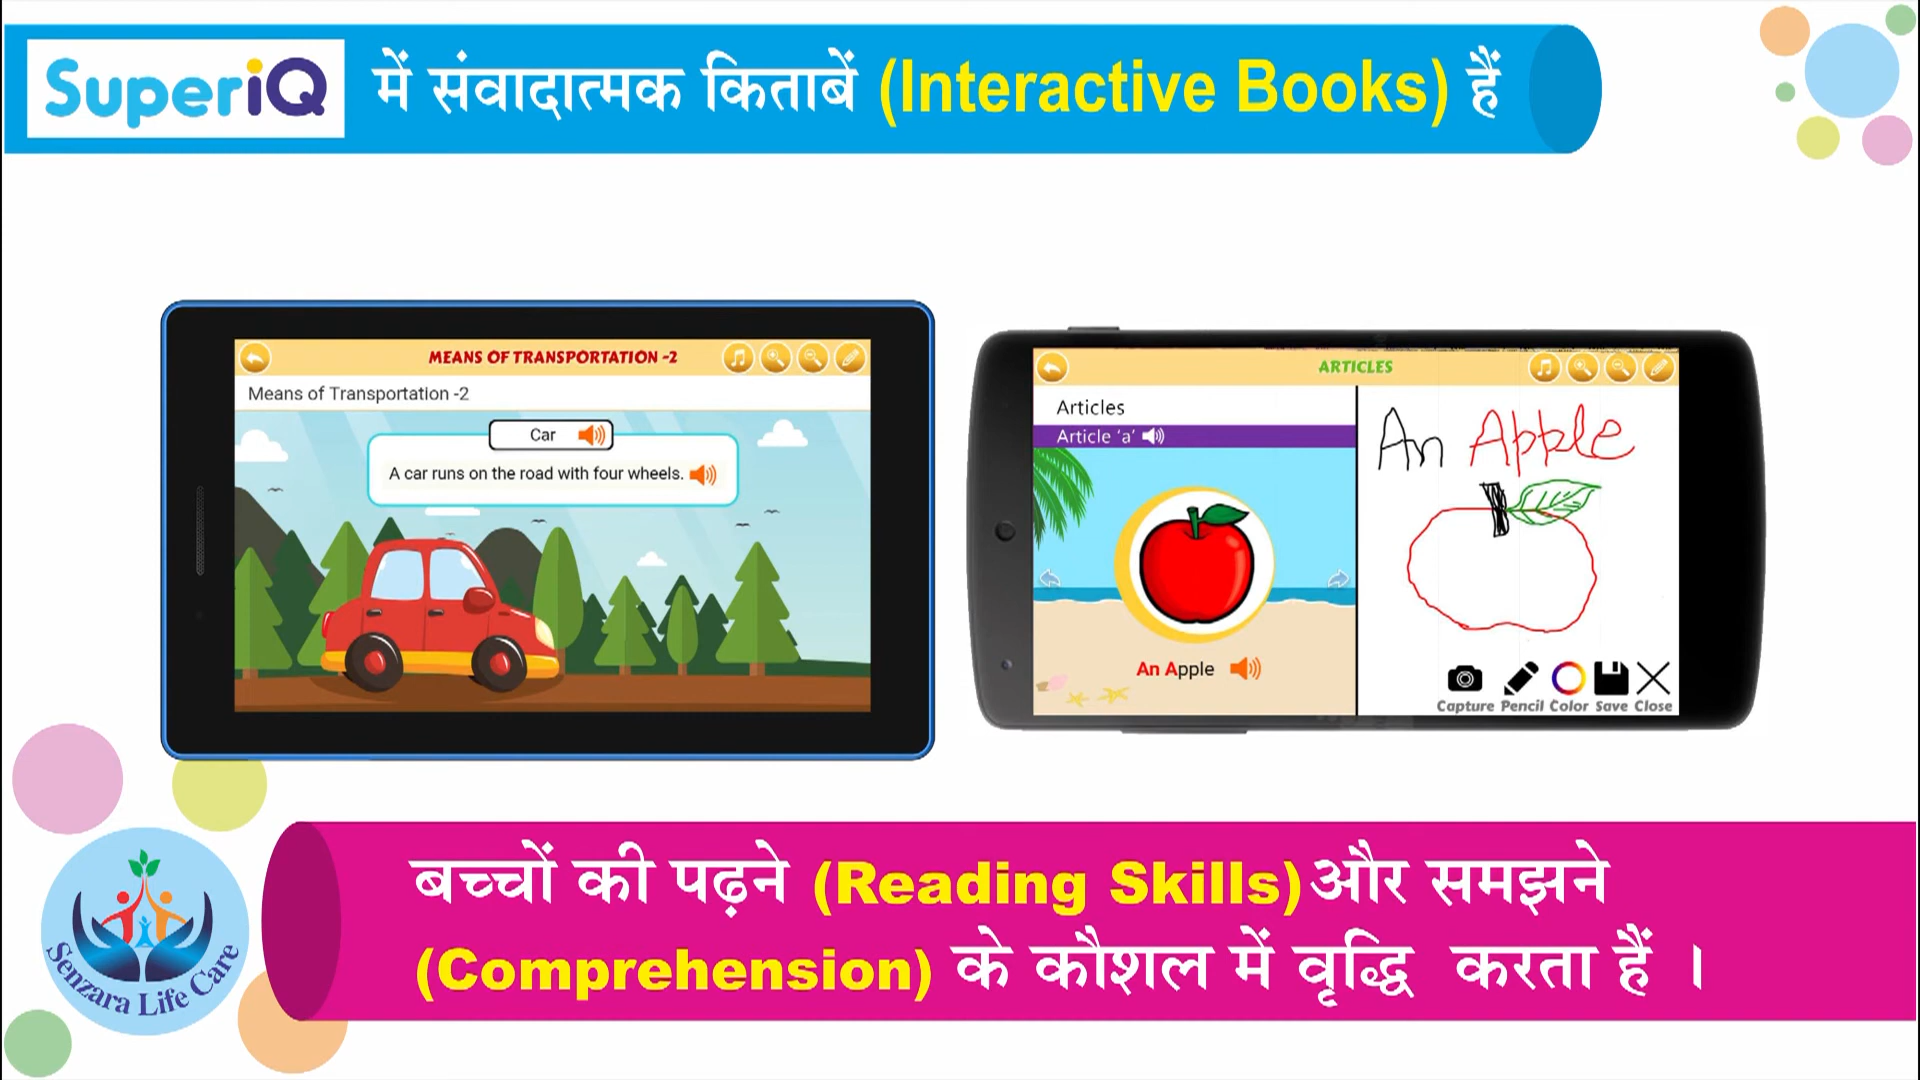 SuperiQ में संवादात्मक किताबें (Interactive Books) हैं
MEANS OF TRANSPORTATION -2
Means of Transportation -2
Car
A car runs on the road with four wheels.
ARTICLES
Articles
Article ‘a’
An Apple
An Apple
Capture Pencil Color Save Close
बच्चों की पढ़ने (Reading Skills) और समझने
(Comprehension) के कौशल में वृद्धि करता हैं ।
Senzara Life Care